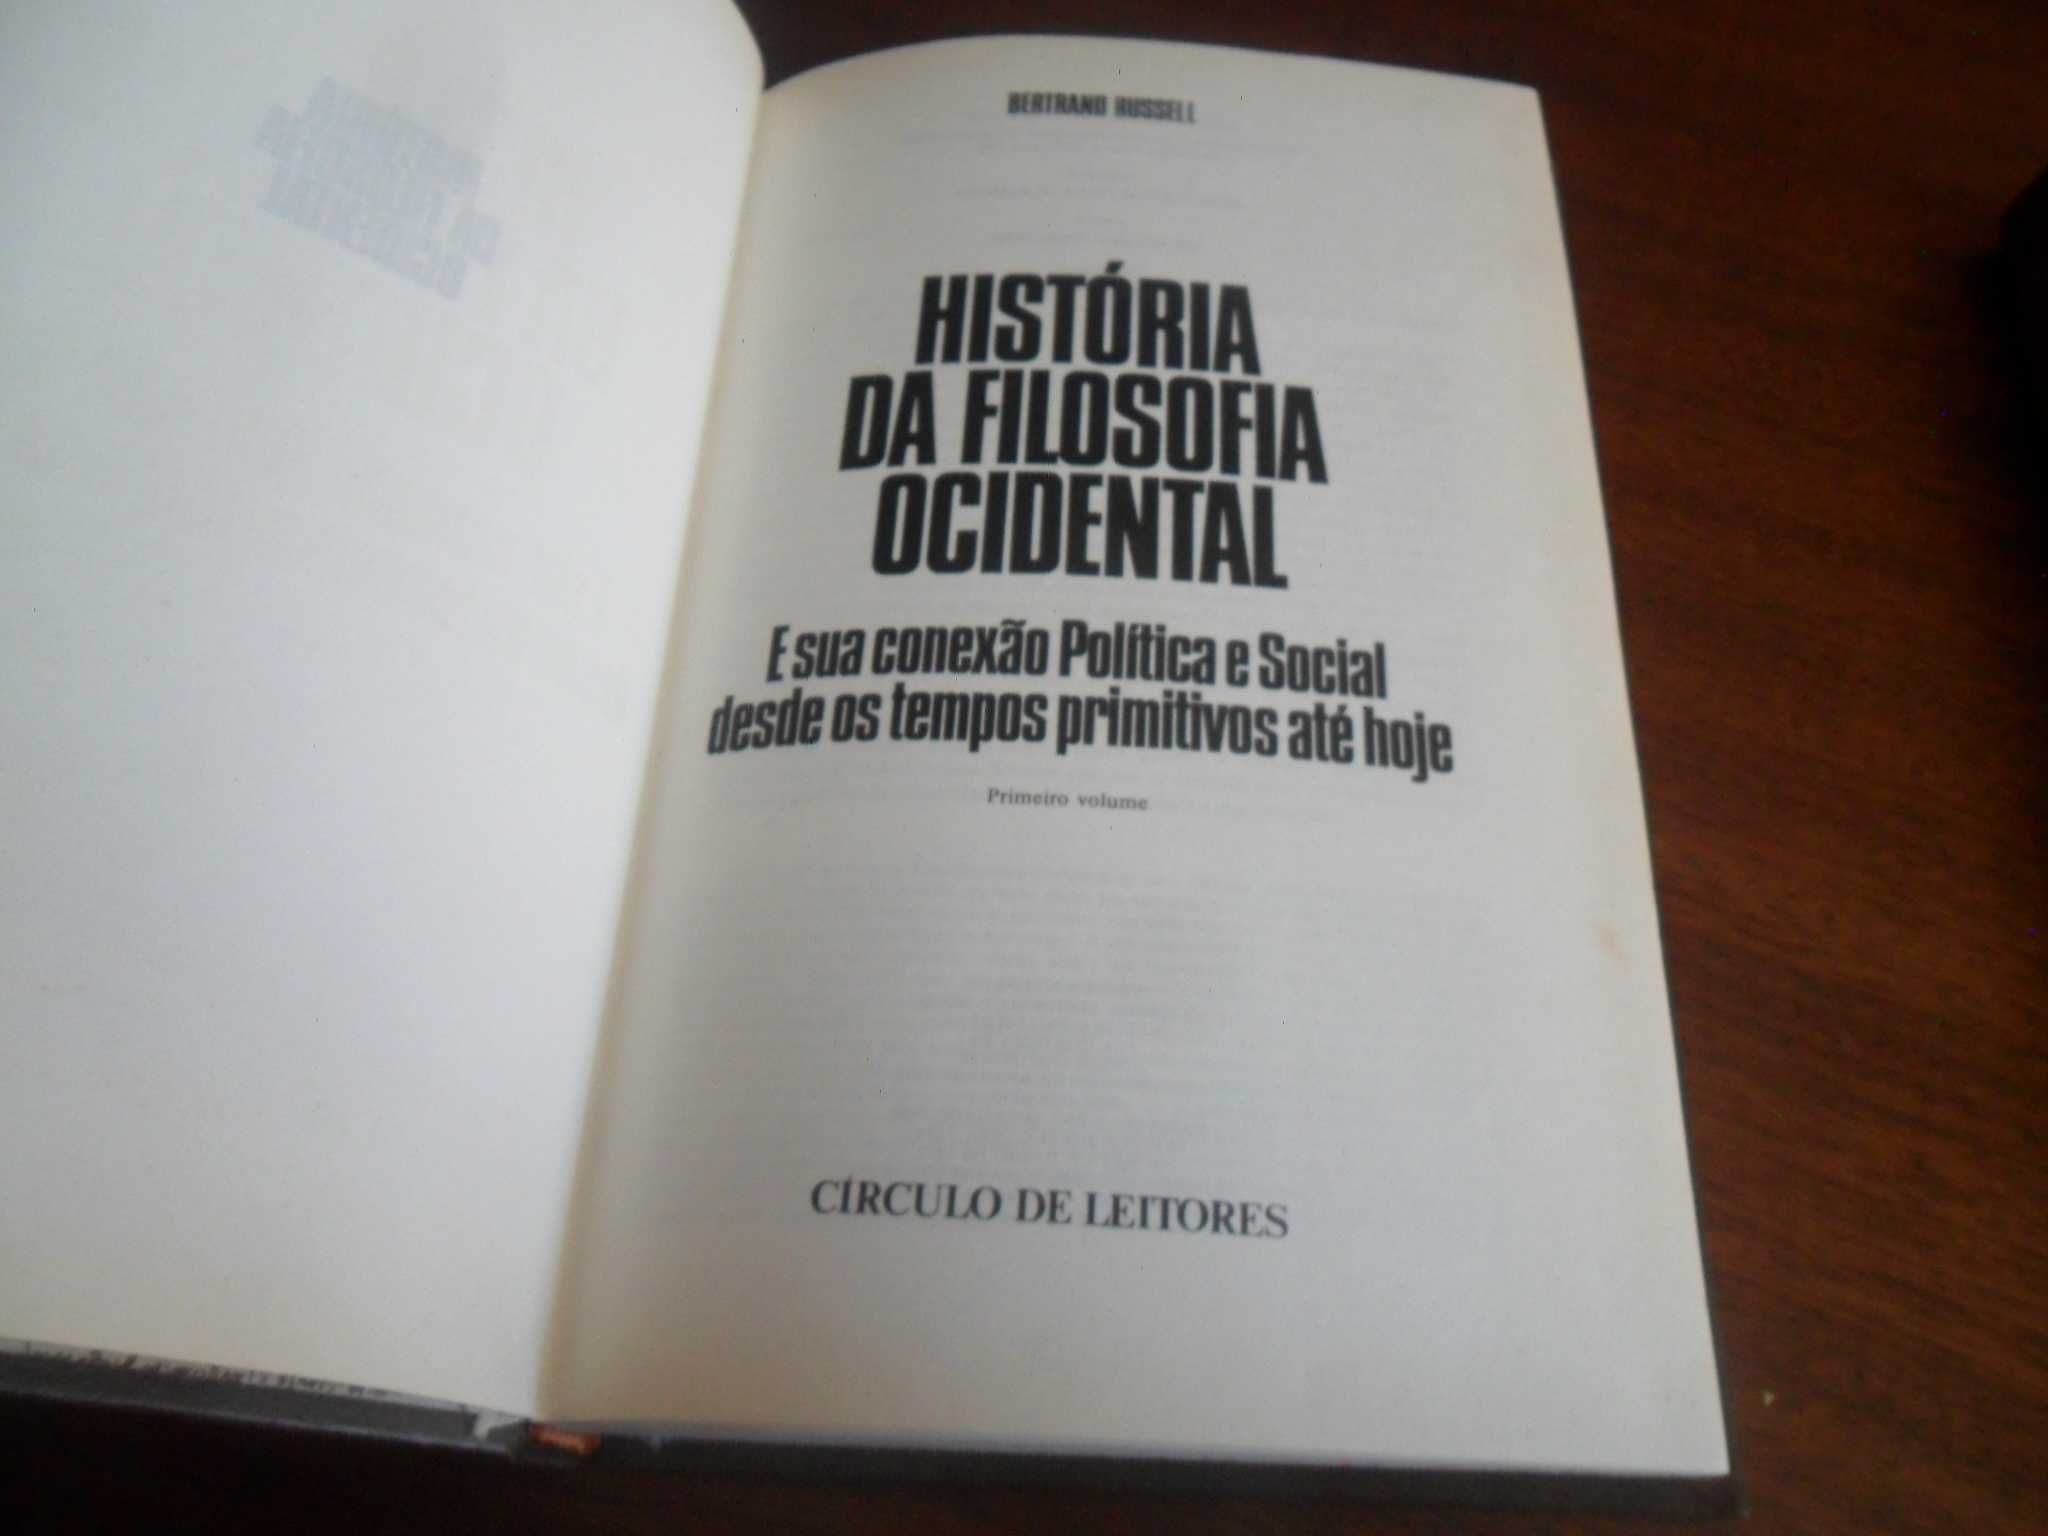 BERTRAND RUSSELL
HISTÓRIA
DA FILOSOFIA
OCIDENTAL
E sua conexão Política e Social
desde os tempos primitivos até hoje
Primeiro volume
CÍRCULO DE LEITORES